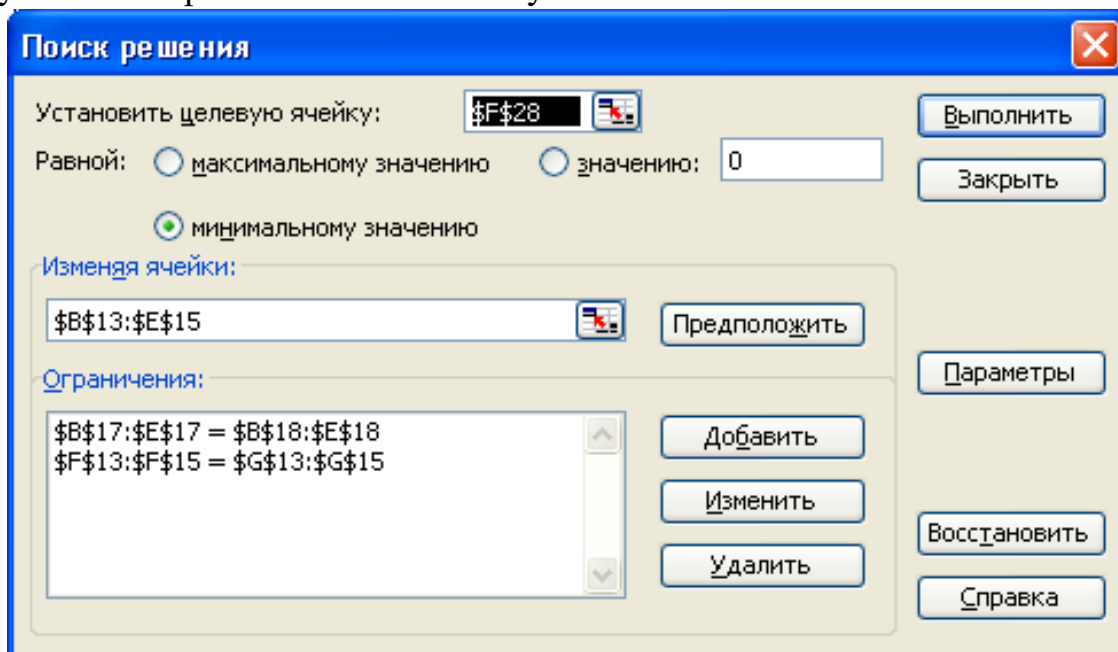 Поиск решения
Установить целевую ячейку: $F$28
Выполнить
Равной: максимальному значению значению: 0
Закрыть
минимальному значению
Изменяя ячейки:
$B$13:$E$15 Предположить
Параметры
Ограничения:
$B$17:$E$17 = $B$18:$E$18
$F$13:$F$15 = $G$13:$G$15
Добавить
Изменить
Удалить
Восстановить
Справка